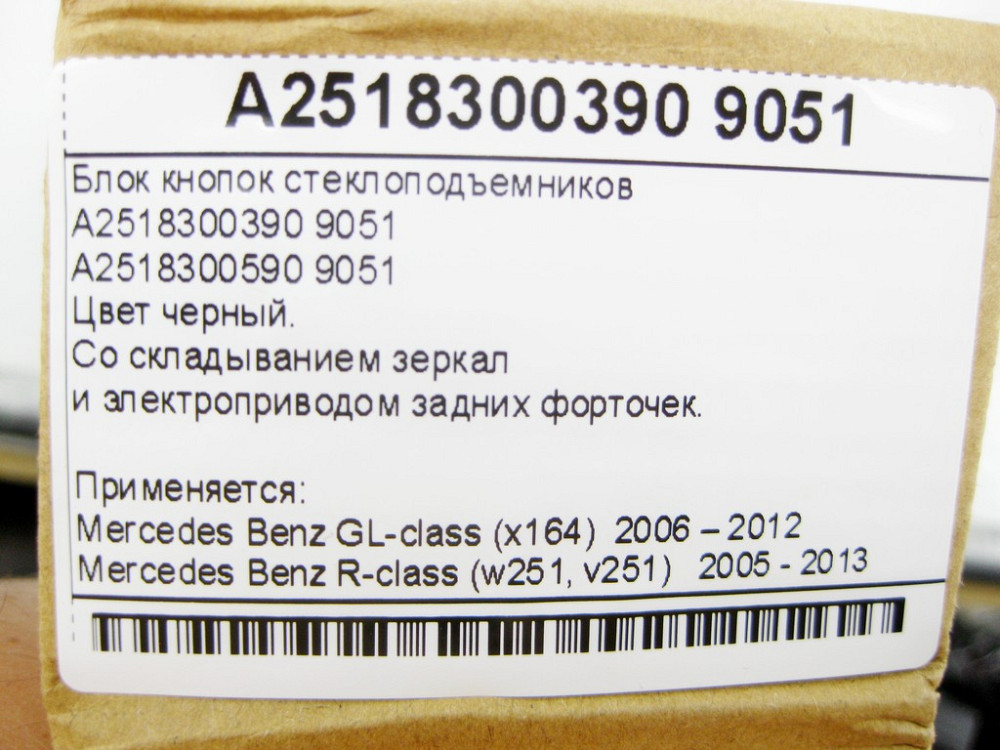 A2518300390 9051
Блок кнопок стеклоподъемников
A2518300390 9051
A2518300590 9051
Цвет черный.
Со складыванием зеркал
и электроприводом задних форточек.
Применяется:
Mercedes Benz GL-class (x164) 2006 – 2012
Mercedes Benz R-class (w251, v251) 2005 - 2013